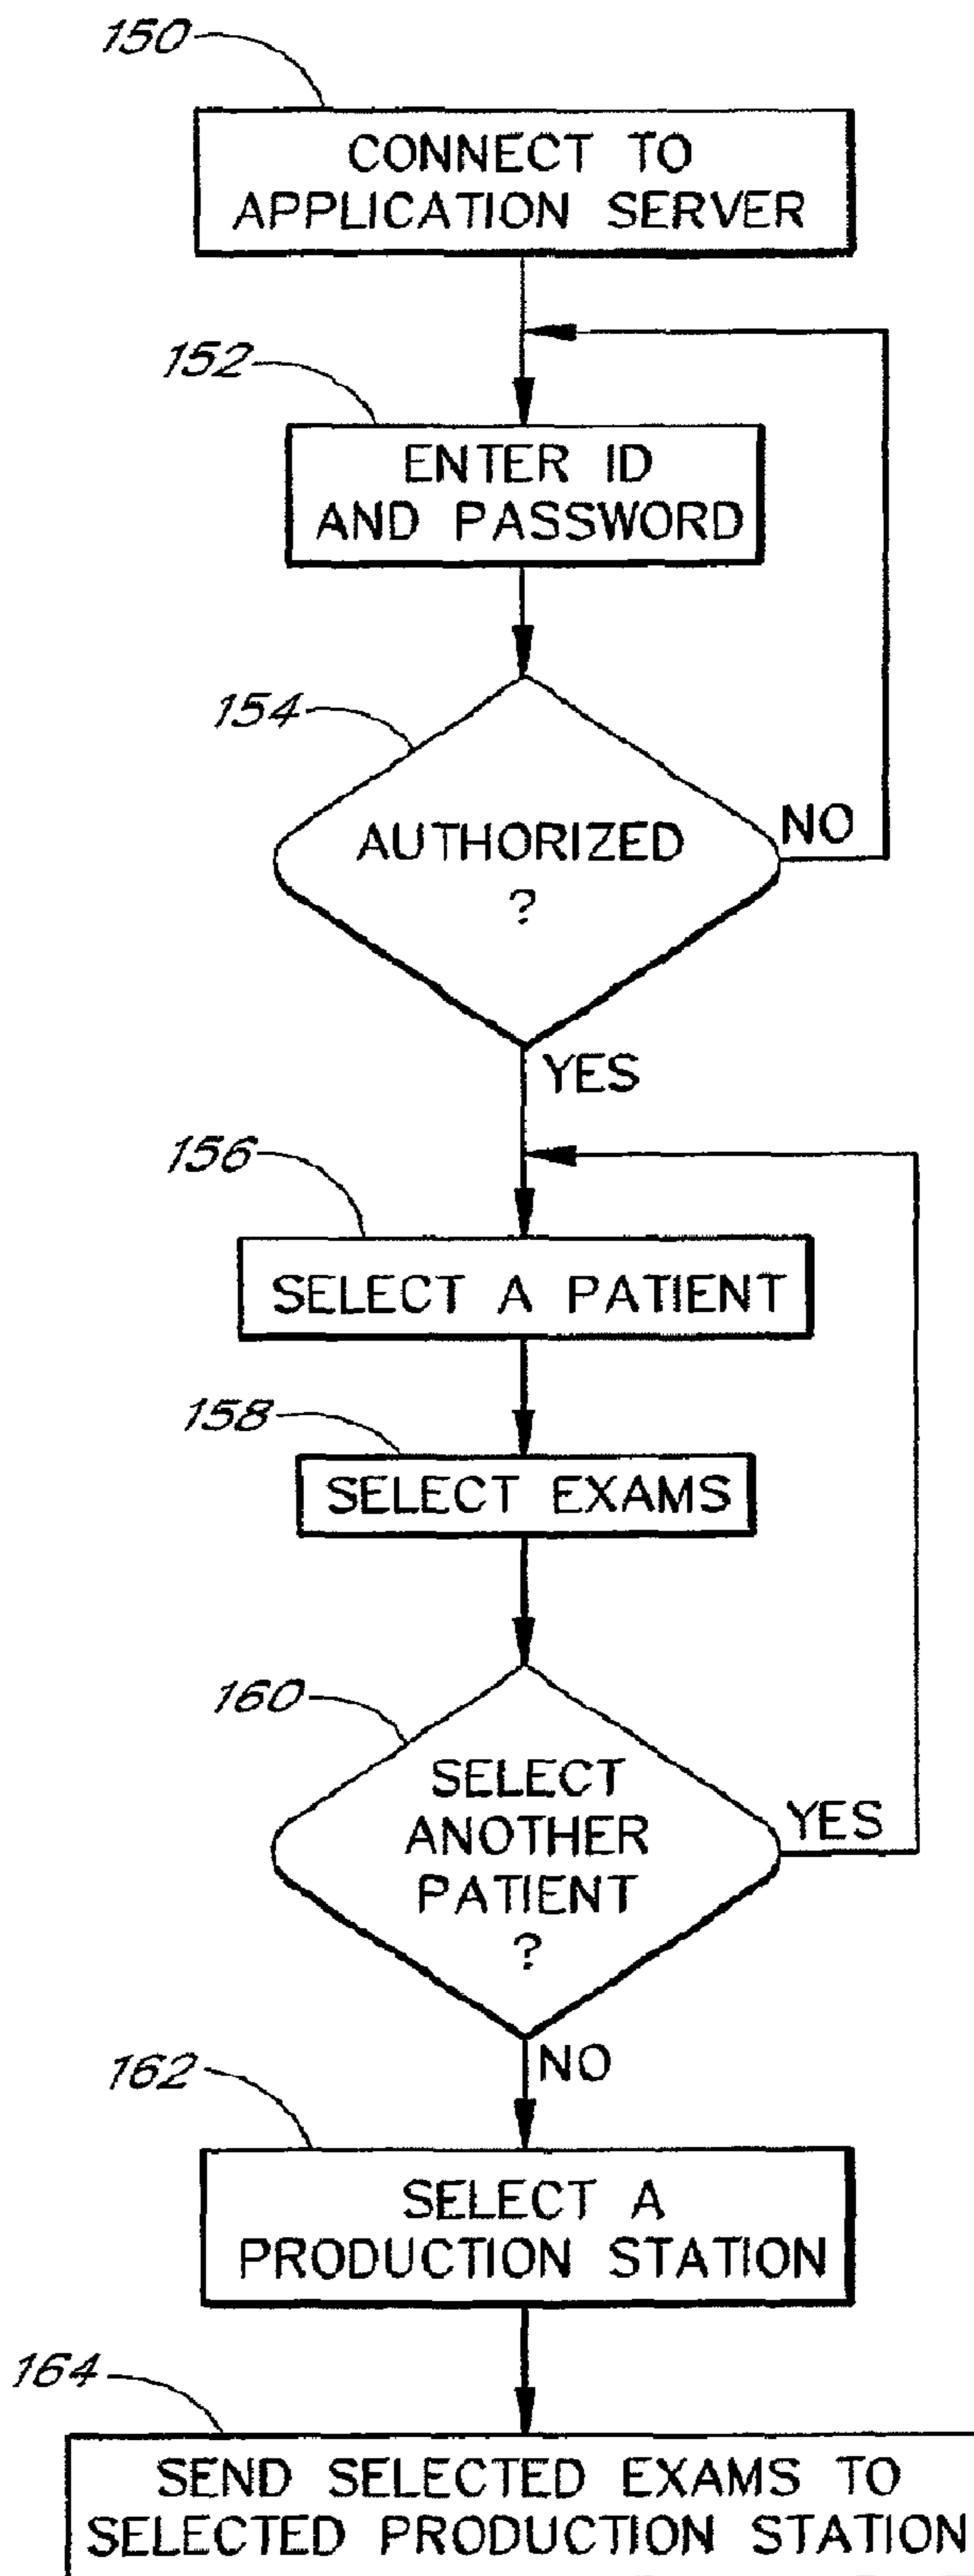 150
CONNECT TO
APPLICATION SERVER
152
ENTER ID
AND PASSWORD
154
AUTHORIZED
?
NO
YES
156
SELECT A PATIENT
158
SELECT EXAMS
160
SELECT
ANOTHER
PATIENT
?
YES
NO
162
SELECT A
PRODUCTION STATION
164
SEND SELECTED EXAMS TO
SELECTED PRODUCTION STATION